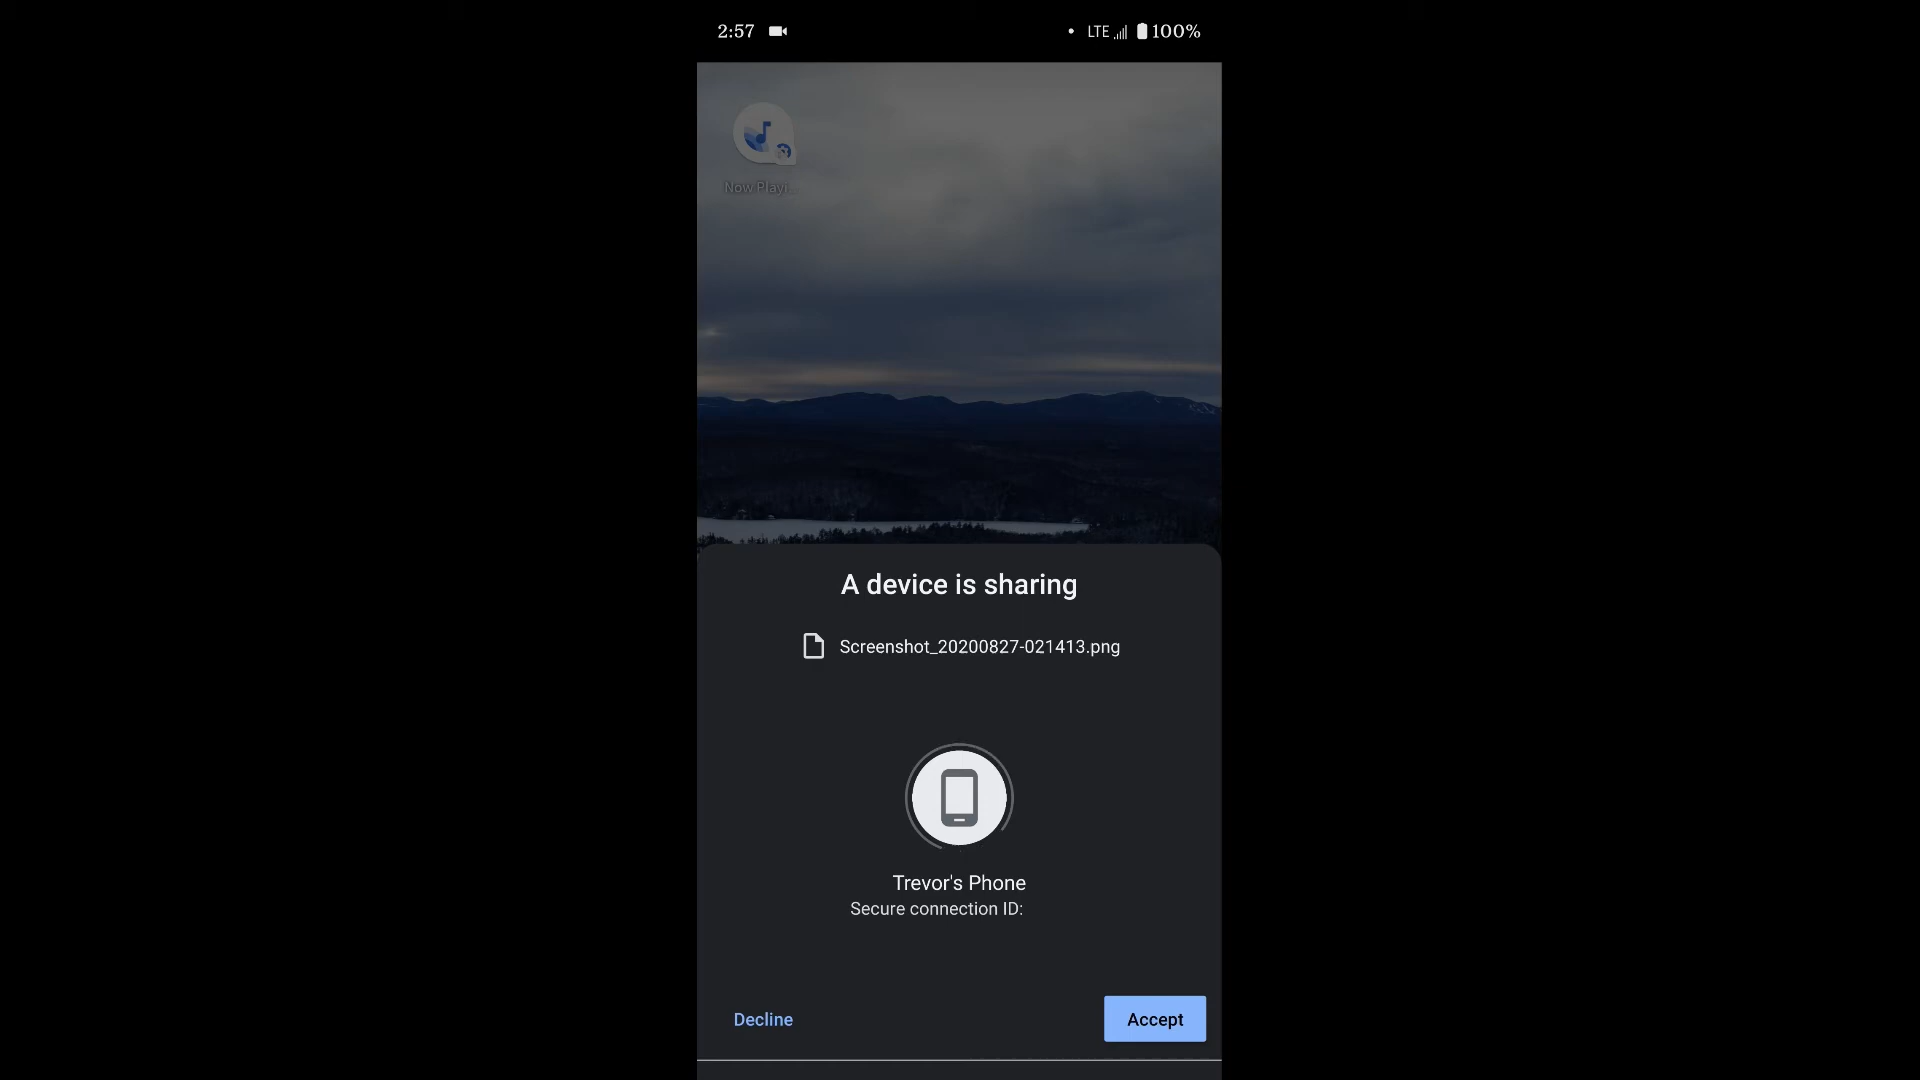 2:57
LTE 100%
Now Playi...
A device is sharing
Screenshot_20200827-021413.png
Trevor's Phone
Secure connection ID:
Decline
Accept